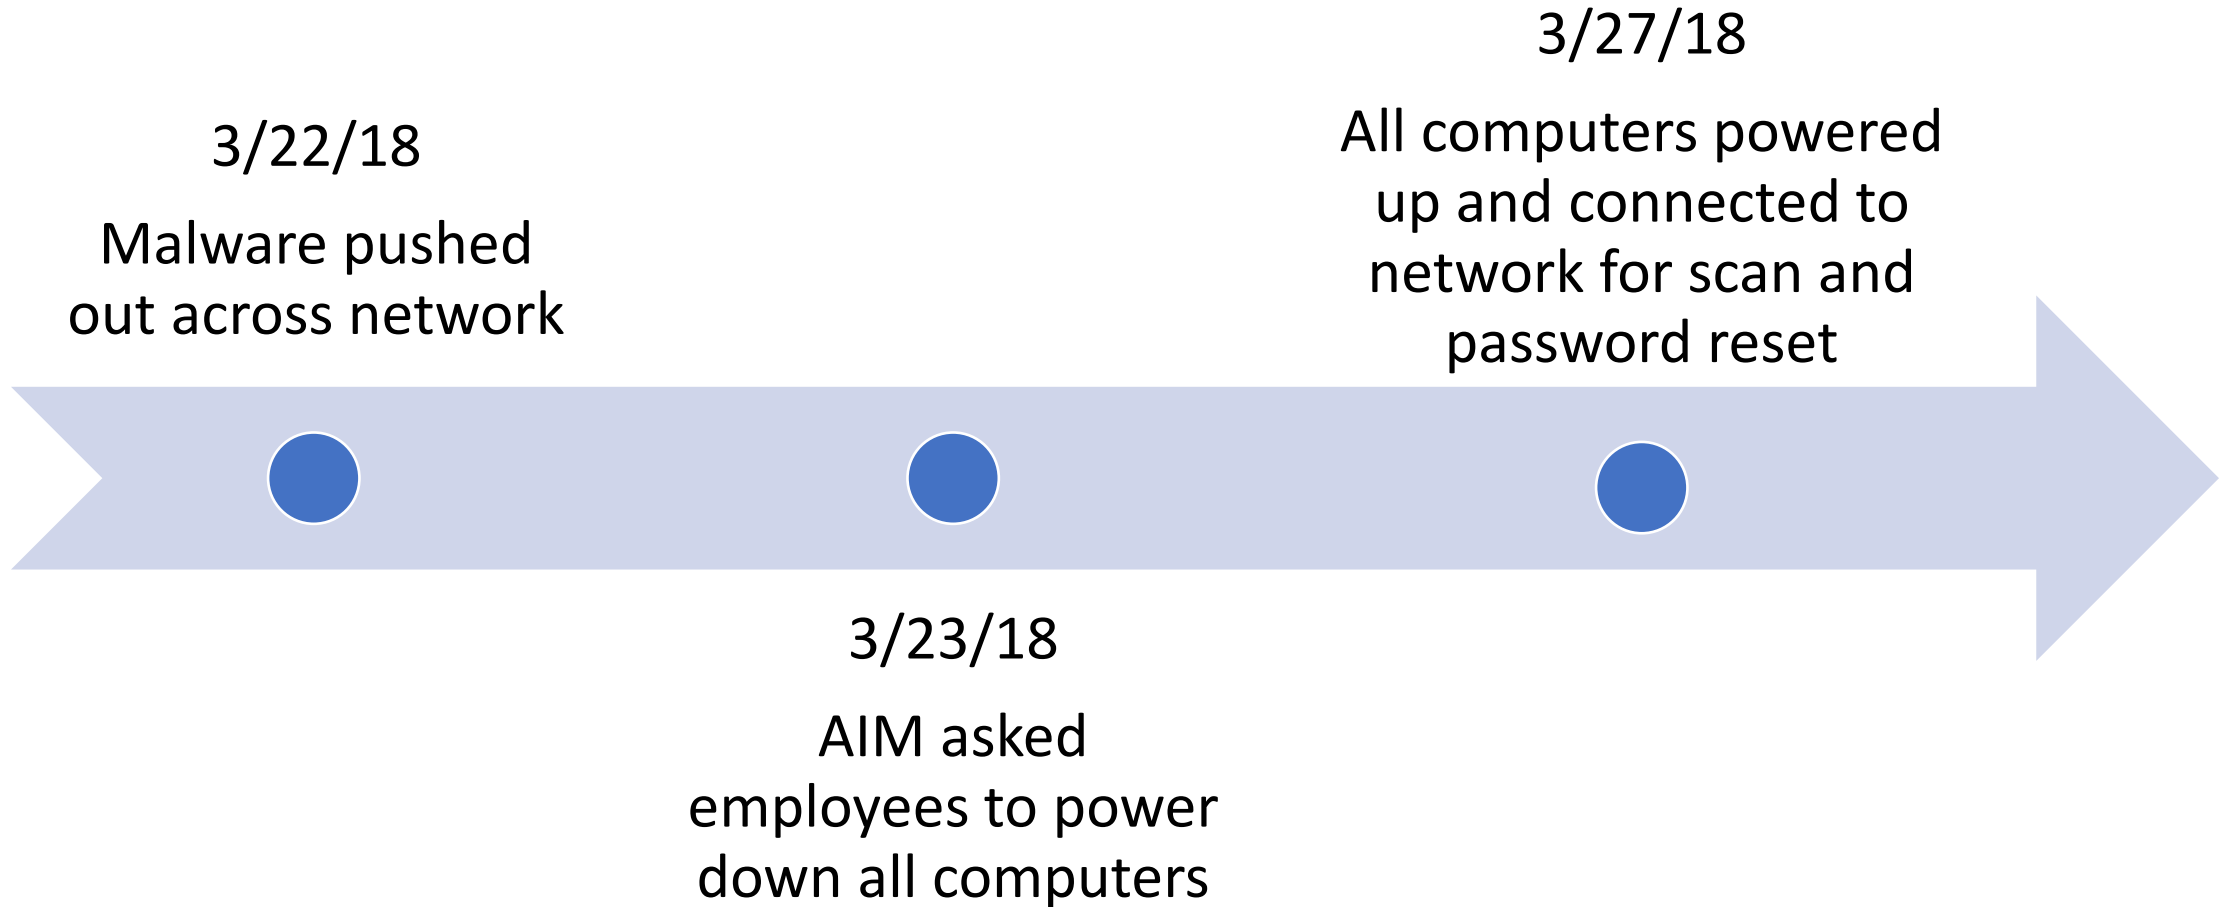 3/22/18
Malware pushed
out across network
3/23/18
AIM asked
employees to power
down all computers
3/27/18
All computers powered
up and connected to
network for scan and
password reset